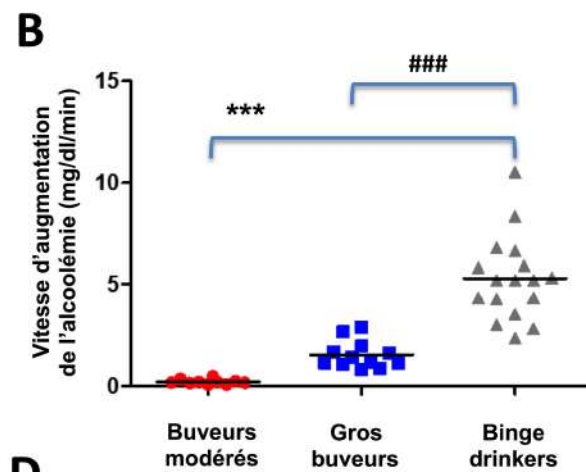 B
###
***
15
10
5
0
Vitesse d'augmentation
de l'alcoolémie (mg/dl/min)
Buveurs
modérés
Gros
buveurs
Binge
drinkers
D